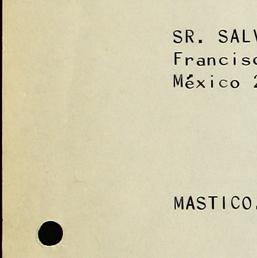 SR. SALV
Francisc
México 2
MASTICO.